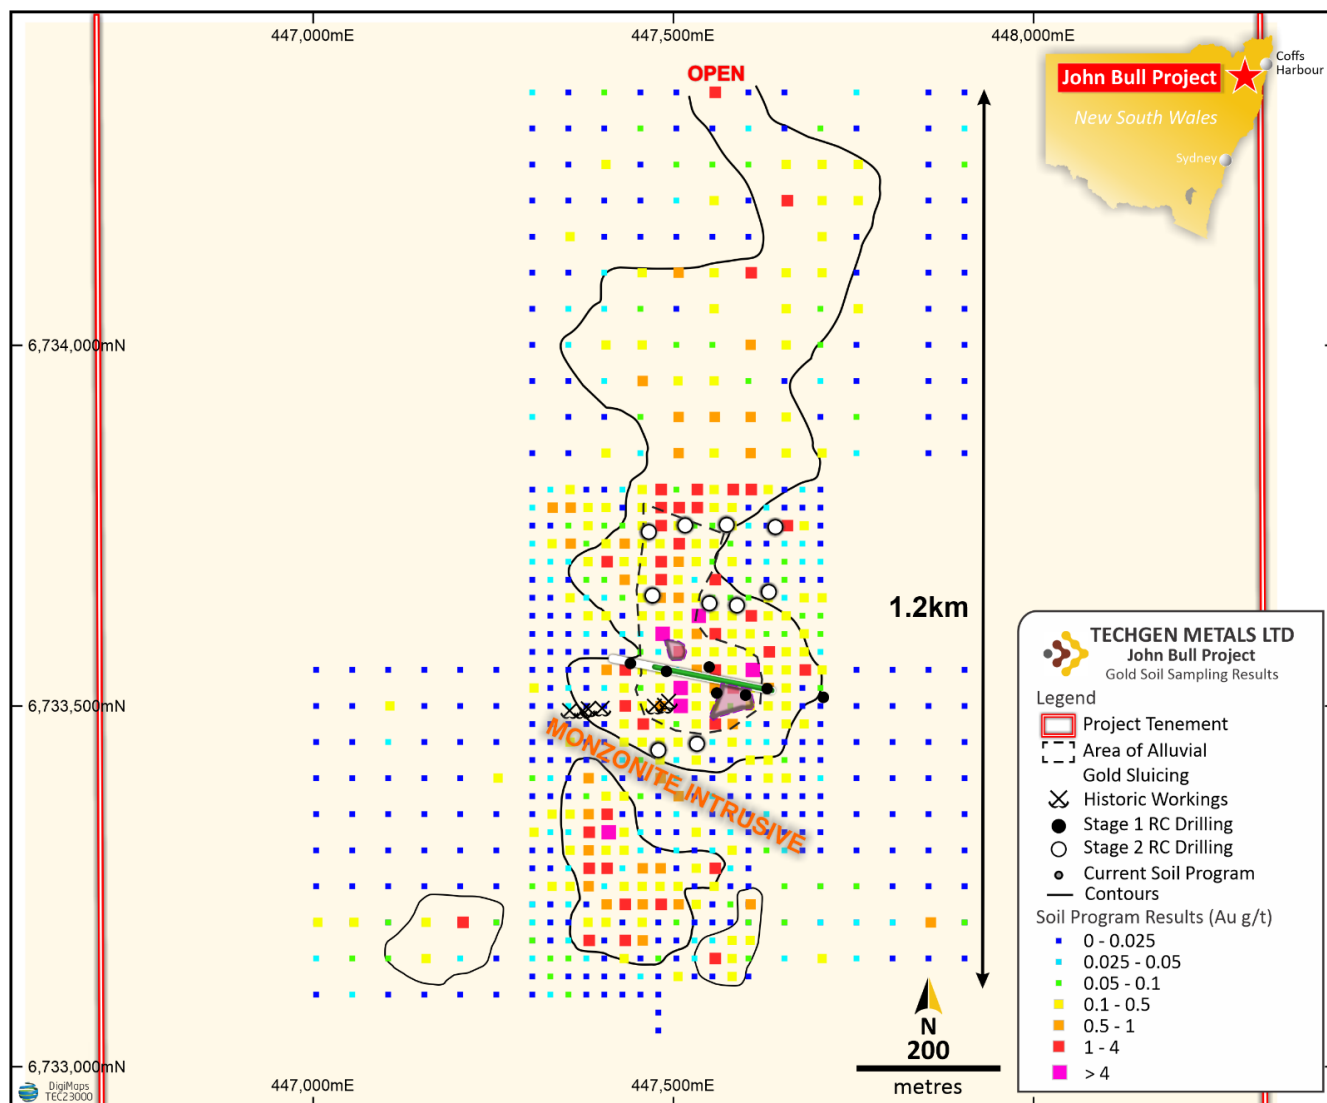 447,000mE
447,500mE
448,000mE
Coffs
Harbour
John Bull Project
New South Wales
Sydney
OPEN
6,734,000mN
1.2km
6,733,500mN
MONZONITE INTRUSIVE
TECHGEN METALS LTD
John Bull Project
Gold Soil Sampling Results
Legend
Project Tenement
Area of Alluvial
Gold Sluicing
Historic Workings
Stage 1 RC Drilling
Stage 2 RC Drilling
Current Soil Program
Contours
Soil Program Results (Au g/t)
0 - 0.025
0.025 - 0.05
0.05 - 0.1
0.1 - 0.5
0.5 - 1
1 - 4
> 4
N
200
metres
6,733,000mN
DigiMaps
TEC23000
447,000mE
447,500mE